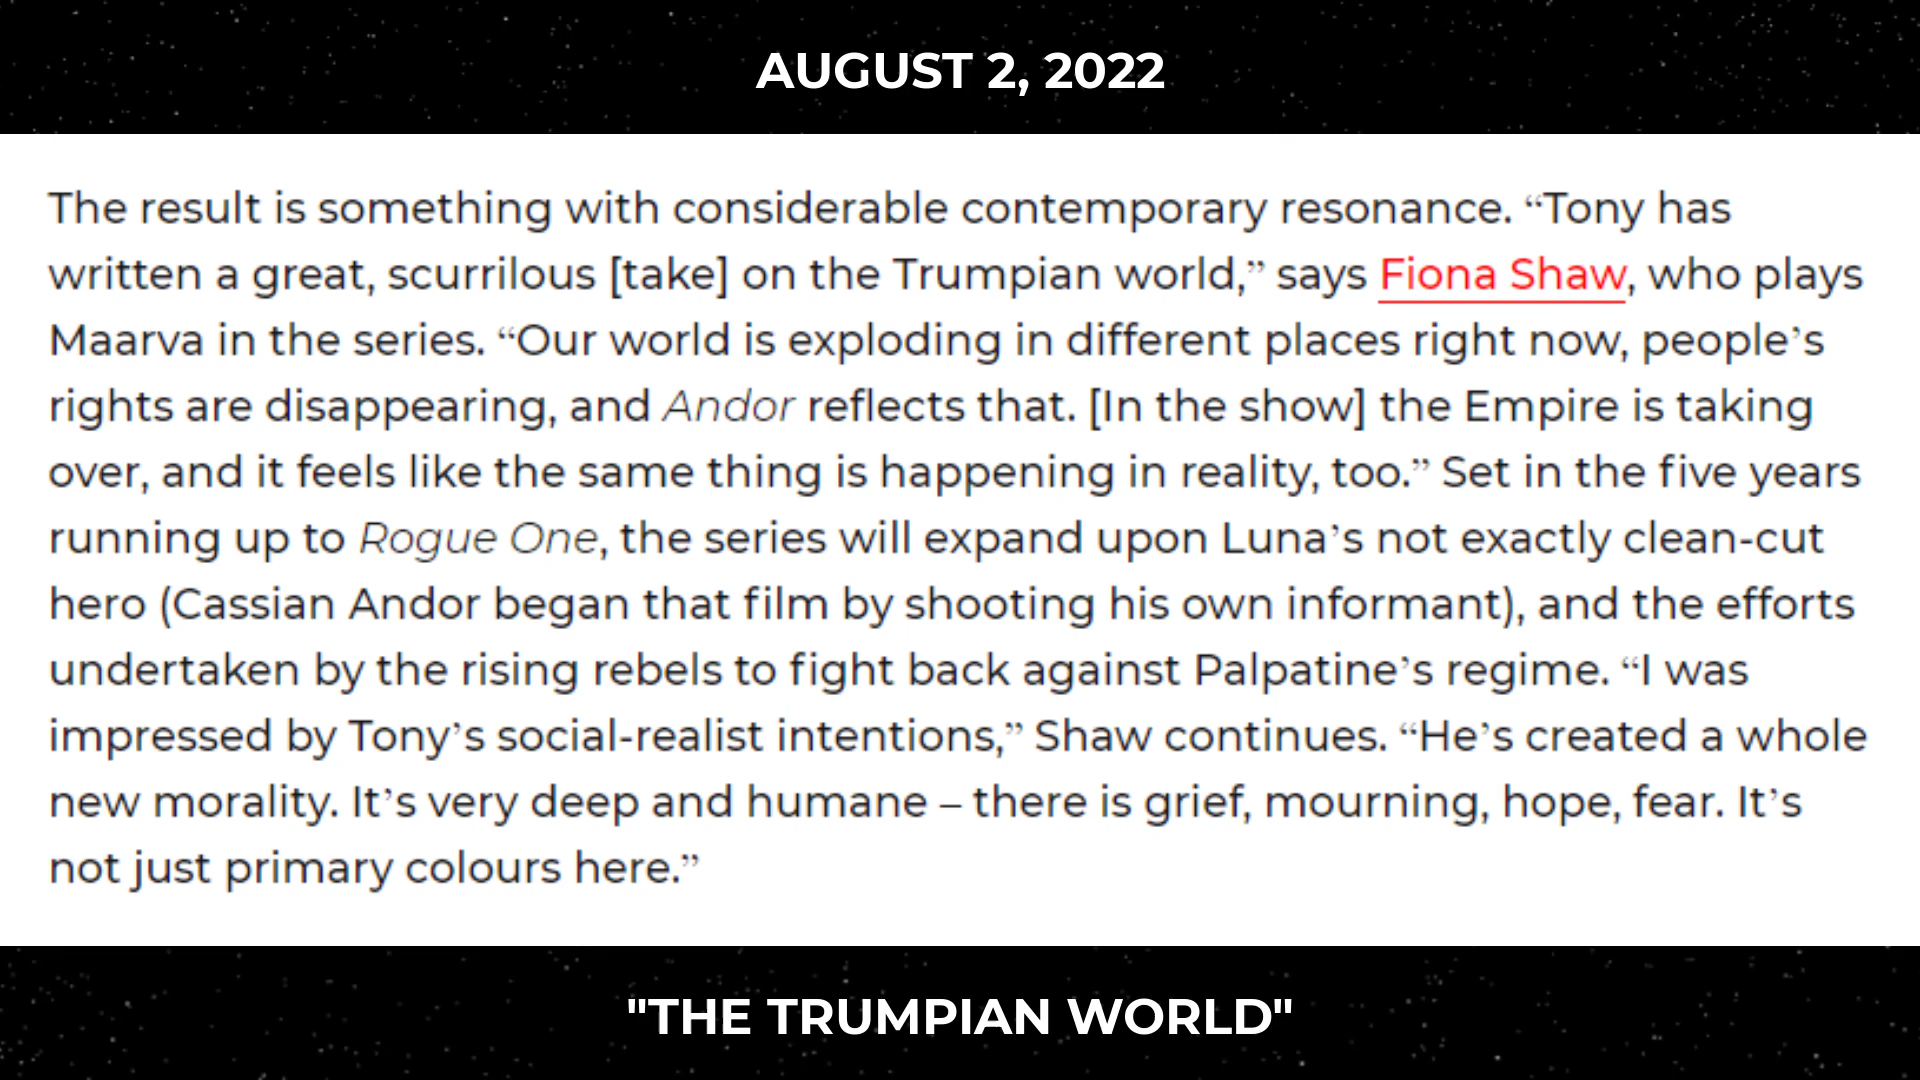 AUGUST 2, 2022
The result is something with considerable contemporary resonance. “Tony has
written a great, scurrilous [take] on the Trumpian world,” says Fiona Shaw, who plays
Maarva in the series. “Our world is exploding in different places right now, people’s
rights are disappearing, and Andor reflects that. [In the show] the Empire is taking
over, and it feels like the same thing is happening in reality, too.” Set in the five years
running up to Rogue One, the series will expand upon Luna’s not exactly clean-cut
hero (Cassian Andor began that film by shooting his own informant), and the efforts
undertaken by the rising rebels to fight back against Palpatine’s regime. “I was
impressed by Tony’s social-realist intentions,” Shaw continues. “He’s created a whole
new morality. It’s very deep and humane – there is grief, mourning, hope, fear. It’s
not just primary colours here.”
"THE TRUMPIAN WORLD"